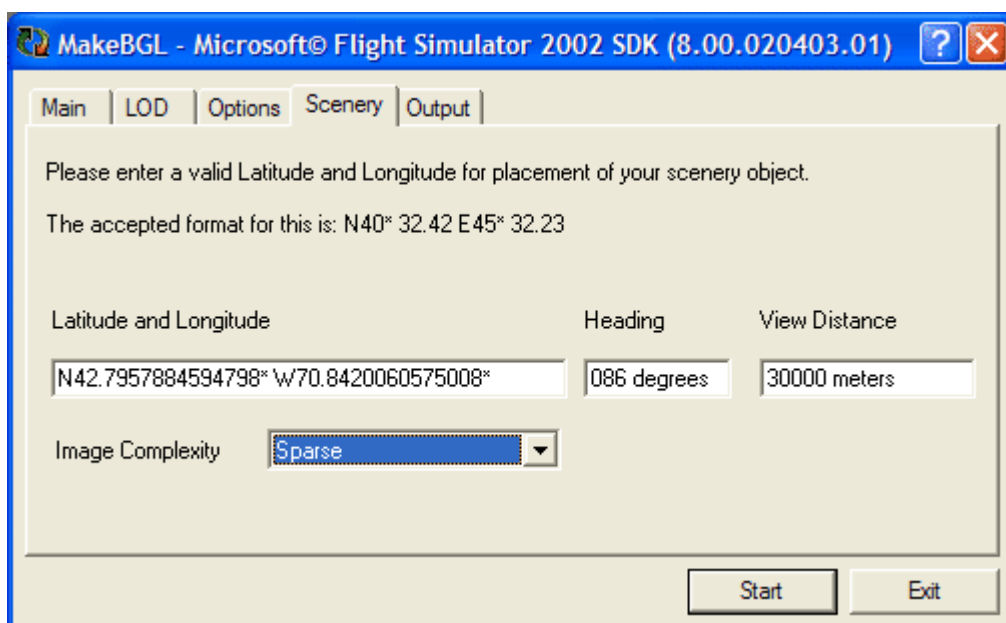 MakeBGL - Microsoft© Flight Simulator 2002 SDK (8.00.020403.01)
Main LOD Options Scenery Output
Please enter a valid Latitude and Longitude for placement of your scenery object.
The accepted format for this is: N40* 32.42 E45* 32.23
Latitude and Longitude Heading View Distance
N42.7957884594798* W70.8420060575008* 086 degrees 30000 meters
Image Complexity Sparse
Start Exit